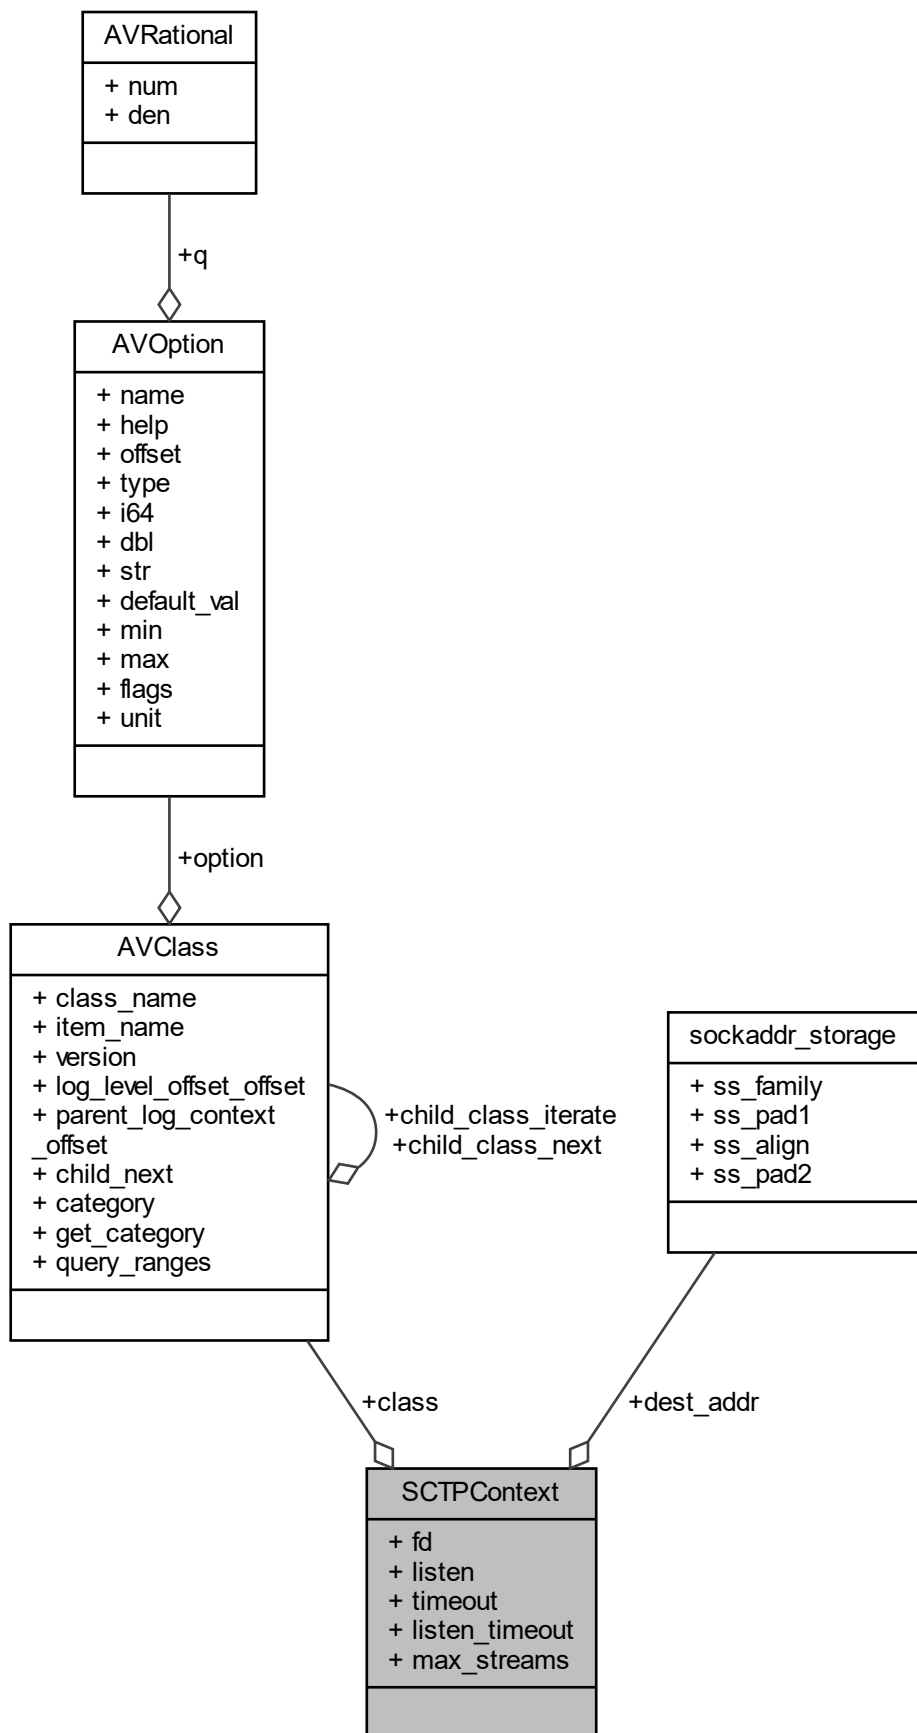 AVRational
+ num
+ den
+q
AVOption
+ name
+ help
+ offset
+ type
+ i64
+ dbl
+ str
+ default_val
+ min
+ max
+ flags
+ unit
+option
AVClass
+ class_name
+ item_name
+ version
+ log_level_offset_offset
+ parent_log_context
_offset
+ child_next
+ category
+ get_category
+ query_ranges
+child_class_iterate
+child_class_next
sockaddr_storage
+ ss_family
+ ss_pad1
+ ss_align
+ ss_pad2
+class
+dest_addr
SCTPContext
+ fd
+ listen
+ timeout
+ listen_timeout
+ max_streams